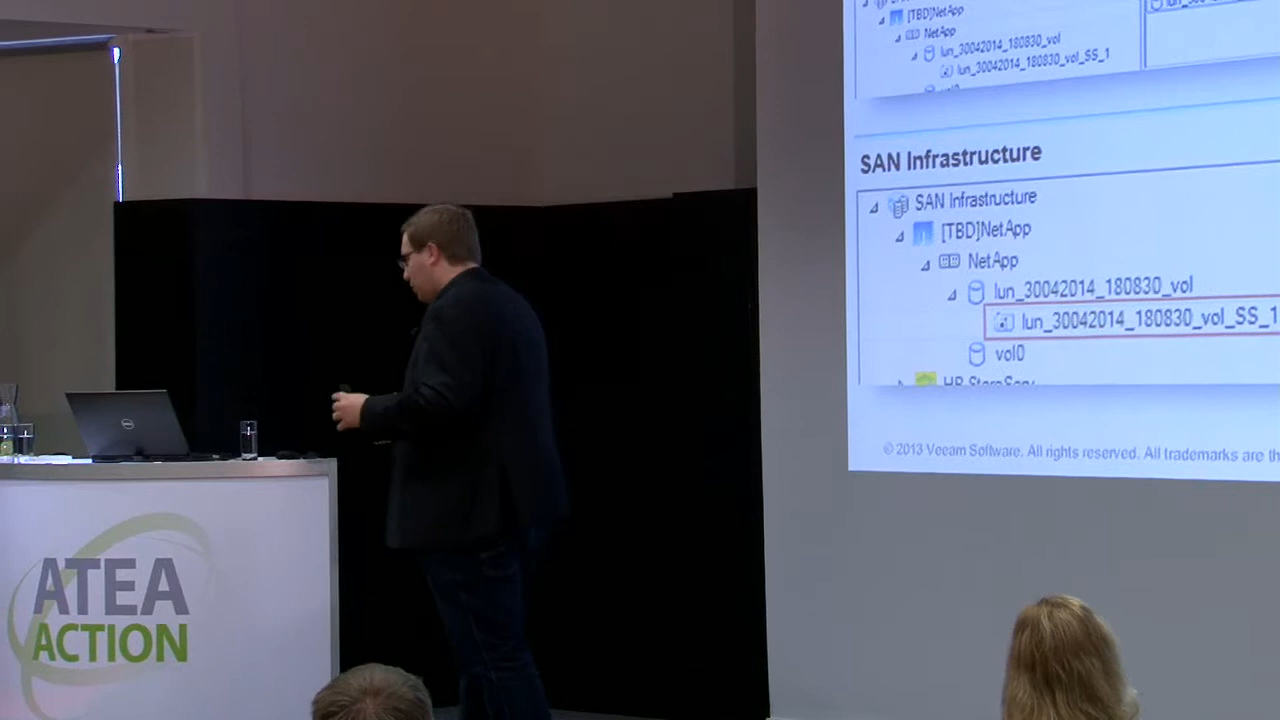 [TBD]NetApp
NetApp
lun_30042014_180830_vol
lun_30042014_180830_vol_SS_1
SAN Infrastructure
SAN Infrastructure
[TBD]NetApp
NetApp
lun_30042014_180830_vol
lun_30042014_180830_vol_SS_1
vol0
© 2013 Veeam Software. All rights reserved. All trademarks are
DELL
ATEA
ACTION